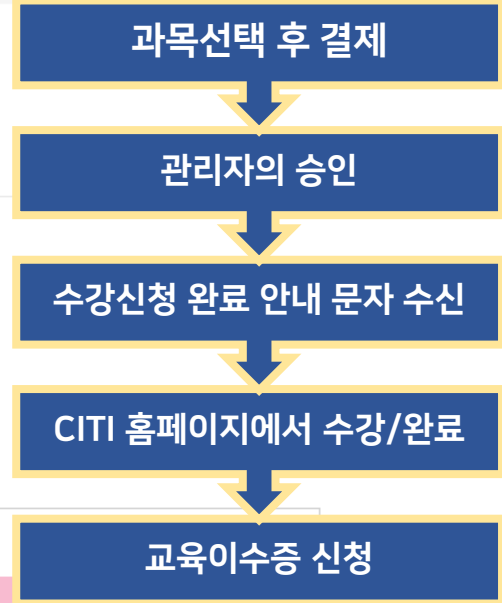 과목선택 후 결제
관리자의 승인
수강신청 완료 안내 문자 수신
CITI 홈페이지에서 수강/완료
교육이수증 신청